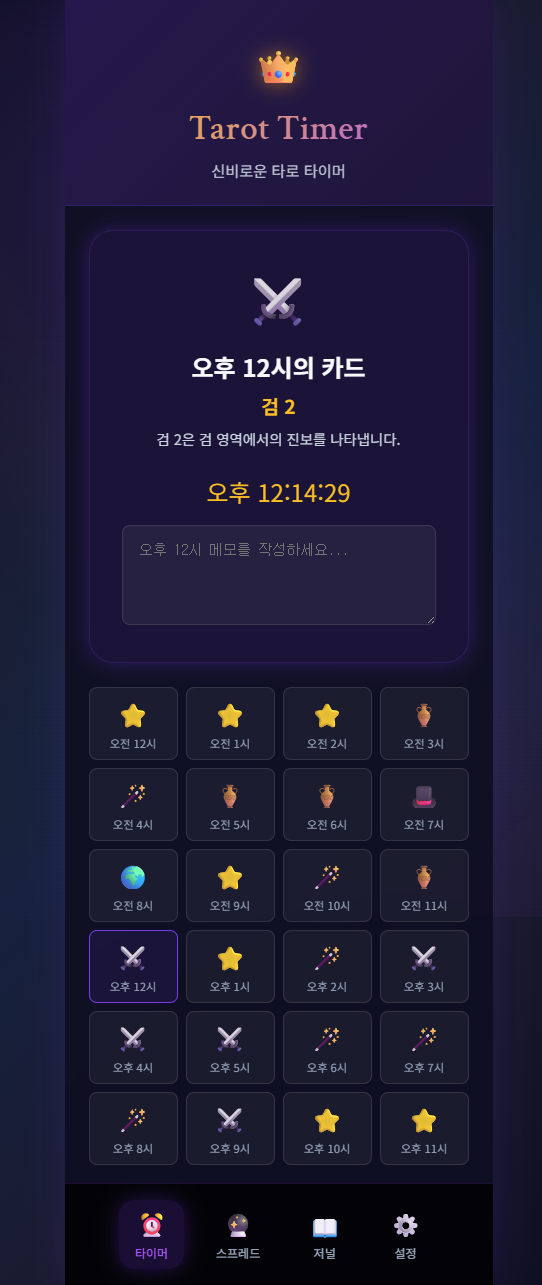 Tarot Timer
신비로운 타로 타이머
오후 12시의 카드
검 2
검 2은 검 영역에서의 진보를 나타냅니다.
오후 12:14:29
오후 12시 메모를 작성하세요...
오전 12시 오전 1시 오전 2시 오전 3시
오전 4시 오전 5시 오전 6시 오전 7시
오전 8시 오전 9시 오전 10시 오전 11시
오후 12시 오후 1시 오후 2시 오후 3시
오후 4시 오후 5시 오후 6시 오후 7시
오후 8시 오후 9시 오후 10시 오후 11시
타이머 스프레드 저널 설정